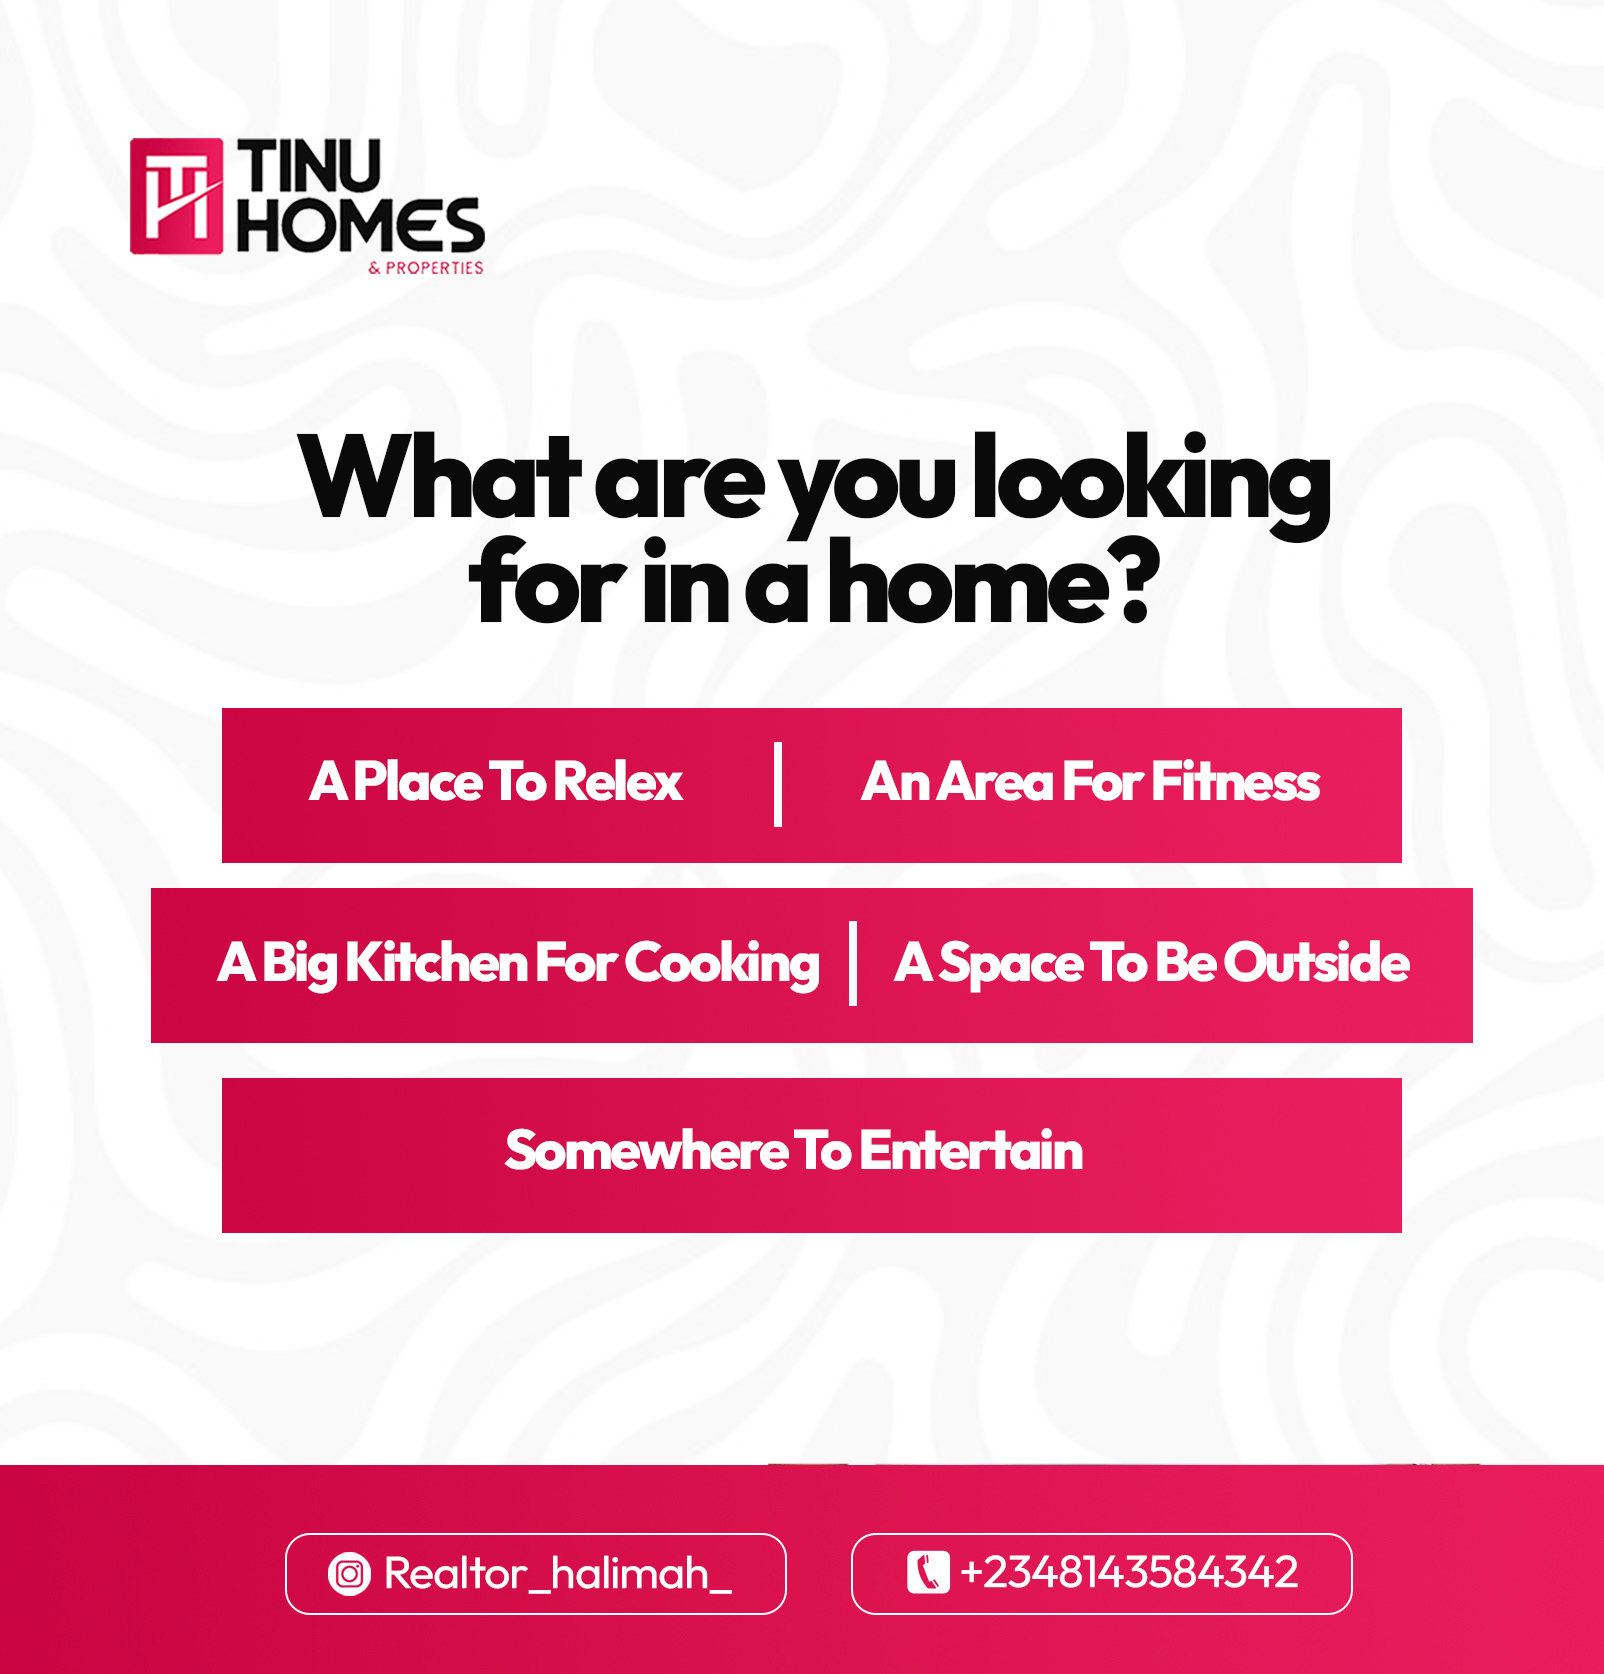 TINU
HOMES
& PROPERTIES
What are you looking
for in a home?
A Place To Relex
An Area For Fitness
A Big Kitchen For Cooking
A Space To Be Outside
Somewhere To Entertain
Realtor_halimah_
+2348143584342